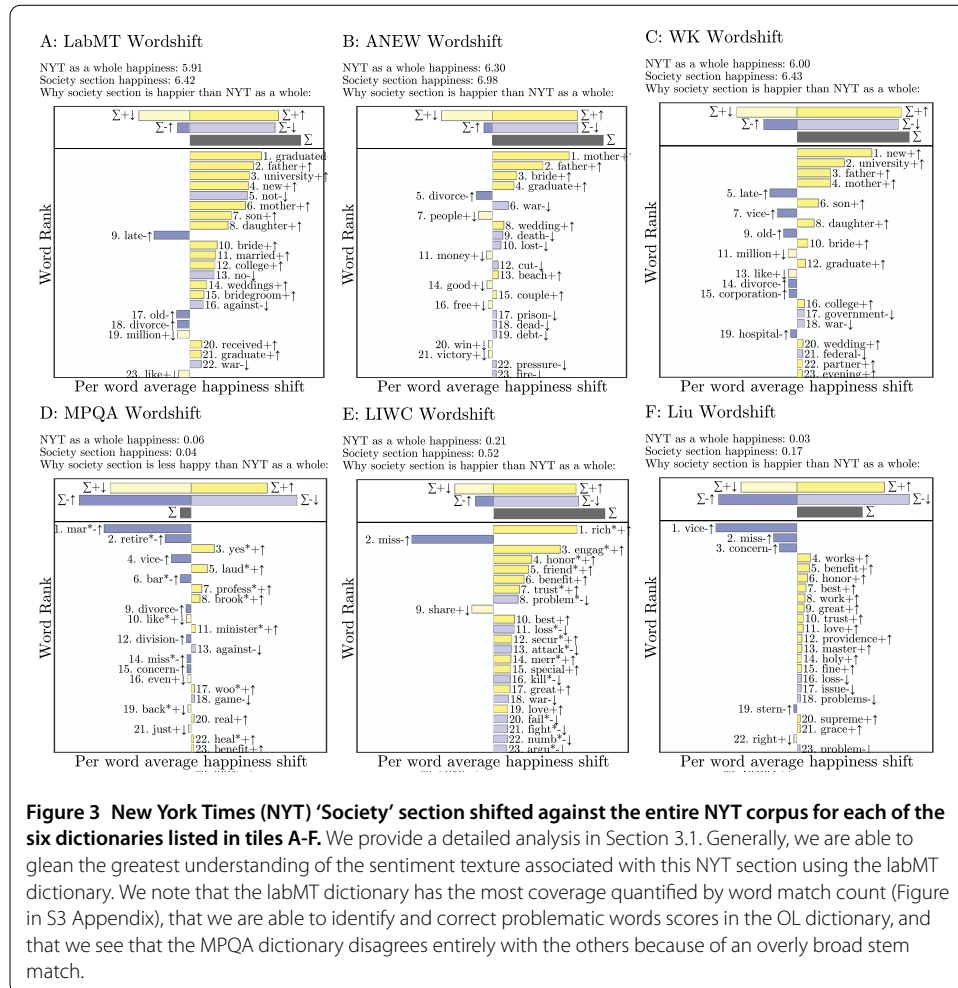 A: LabMT Wordshift
NYT as a whole happiness: 5.91
Society section happiness: 6.42
Why society section is happier than NYT as a whole:
Σ+↓ Σ+↑
Σ-↑ Σ-↓
Σ
1. graduated
2. father+↑
3. university+↑
4. new+↑
5. not-↓
6. mother+↑
7. son+↑
8. daughter+↑
9. late-↑
10. bride+↑
11. married+↑
12. college+↑
13. no-↓
14. weddings+↑
15. bridegroom+↑
16. against-↓
17. old-↑
18. divorce-↑
19. million+↓
20. received+↑
21. graduate+↑
22. war-↓
23. like+↓
Word Rank
Per word average happiness shift
B: ANEW Wordshift
NYT as a whole happiness: 6.30
Society section happiness: 6.98
Why society section is happier than NYT as a whole:
Σ+↓ Σ+↑
Σ-↑ Σ-↓
Σ
1. mother+↑
2. father+↑
3. bride+↑
4. graduate+↑
5. divorce-↑
6. war-↓
7. people+↓
8. wedding+↑
9. death-↓
10. lost-↓
11. money+↓
12. cut-↓
13. beach+↑
14. good+↓
15. couple+↑
16. free+↓
17. prison-↓
18. dead-↓
19. debt-↓
20. win+↓
21. victory+↓
22. pressure-↓
23. fire-↓
Word Rank
Per word average happiness shift
C: WK Wordshift
NYT as a whole happiness: 6.00
Society section happiness: 6.43
Why society section is happier than NYT as a whole:
Σ+↓ Σ+↑
Σ-↑ Σ-↓
Σ
1. new+↑
2. university+↑
3. father+↑
4. mother+↑
5. late-↑
6. son+↑
7. vice-↑
8. daughter+↑
9. old-↑
10. bride+↑
11. million+↓
12. graduate+↑
13. like+↓
14. divorce-↑
15. corporation-↑
16. college+↑
17. government-↓
18. war-↓
19. hospital-↑
20. wedding+↑
21. federal-↓
22. partner+↑
23. evening+↑
Word Rank
Per word average happiness shift
D: MPQA Wordshift
NYT as a whole happiness: 0.06
Society section happiness: 0.04
Why society section is less happy than NYT as a whole:
Σ+↓ Σ+↑
Σ-↑ Σ-↓
Σ
1. mar*-↑
2. retire*-↑
3. yes*+↑
4. vice-↑
5. laud*+↑
6. bar*-↑
7. profess*+↑
8. brook*+↑
9. divorce-↑
10. like*+↓
11. minister*+↑
12. division-↑
13. against-↓
14. miss*-↑
15. concern-↑
16. even+↓
17. woo*+↑
18. game-↓
19. back*+↓
20. real+↑
21. just+↓
22. heal*+↑
23. benefit+↑
Word Rank
Per word average happiness shift
E: LIWC Wordshift
NYT as a whole happiness: 0.21
Society section happiness: 0.52
Why society section is happier than NYT as a whole:
Σ+↓ Σ+↑
Σ-↑ Σ-↓
Σ
1. rich*+↑
2. miss-↑
3. engag*+↑
4. honor*+↑
5. friend*+↑
6. benefit+↑
7. trust*+↑
8. problem*-↓
9. share+↓
10. best+↑
11. loss*-↓
12. secur*+↑
13. attack*-↓
14. merr*+↑
15. special+↑
16. kill*-↓
17. great+↑
18. war-↓
19. love+↑
20. fail*-↓
21. fight*-↓
22. numb*-↓
23. argu*-↓
Word Rank
Per word average happiness shift
F: Liu Wordshift
NYT as a whole happiness: 0.03
Society section happiness: 0.17
Why society section is happier than NYT as a whole:
Σ+↓ Σ+↑
Σ-↑ Σ-↓
Σ
1. vice-↑
2. miss-↑
3. concern-↑
4. works+↑
5. benefit+↑
6. honor+↑
7. best+↑
8. work+↑
9. great+↑
10. trust+↑
11. love+↑
12. providence+↑
13. master+↑
14. holy+↑
15. fine+↑
16. loss-↓
17. issue-↓
18. problems-↓
19. stern-↑
20. supreme+↑
21. grace+↑
22. right+↓
23. problem-↓
Word Rank
Per word average happiness shift
Figure 3 New York Times (NYT) ‘Society’ section shifted against the entire NYT corpus for each of the
six dictionaries listed in tiles A-F. We provide a detailed analysis in Section 3.1. Generally, we are able to
glean the greatest understanding of the sentiment texture associated with this NYT section using the labMT
dictionary. We note that the labMT dictionary has the most coverage quantified by word match count (Figure
in S3 Appendix), that we are able to identify and correct problematic words scores in the OL dictionary, and
that we see that the MPQA dictionary disagrees entirely with the others because of an overly broad stem
match.